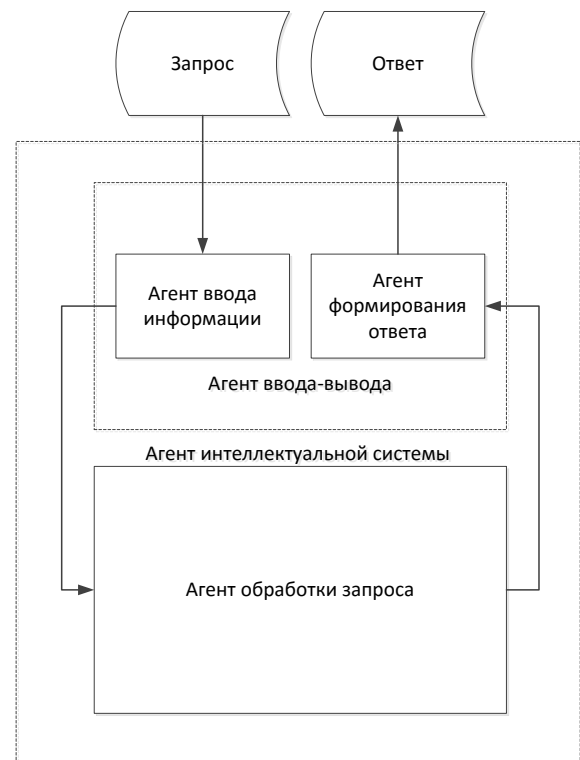 Запрос
Ответ
Агент ввода
информации
Агент
формирования
ответа
Агент ввода-вывода
Агент интеллектуальной системы
Агент обработки запроса